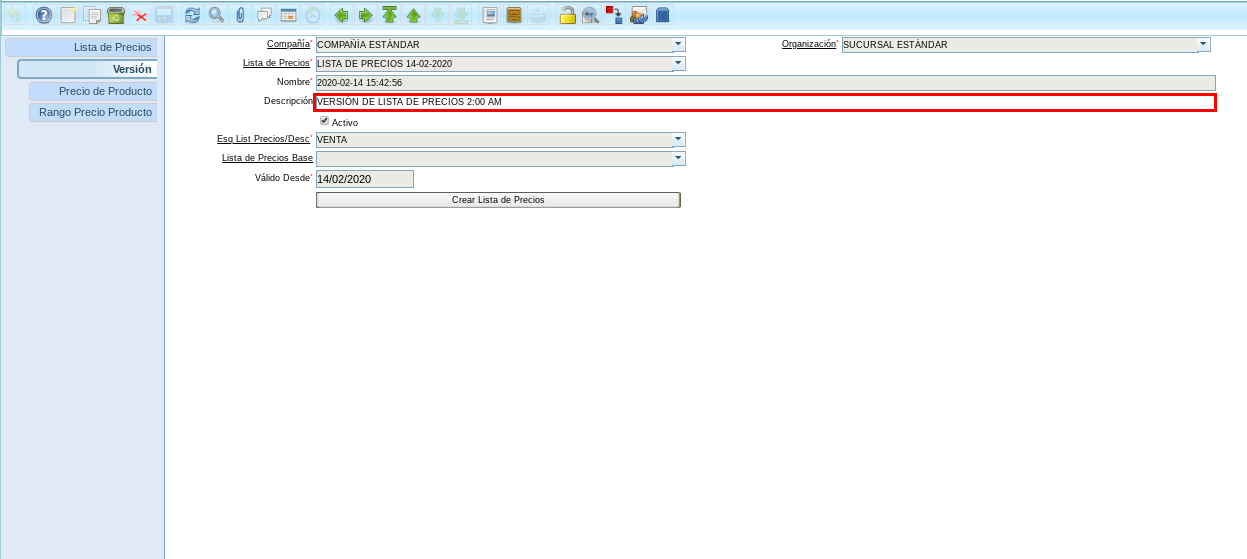 Lista de Precios
Versión
Precio de Producto
Rango Precio Producto
Compañía* COMPAÑÍA ESTÁNDAR Organización* SUCURSAL ESTÁNDAR
Lista de Precios* LISTA DE PRECIOS 14-02-2020
Nombre* 2020-02-14 15:42:56
Descripción VERSIÓN DE LISTA DE PRECIOS 2:00 AM
Activo
Esq List Precios/Desc* VENTA
Lista de Precios Base
Válido Desde* 14/02/2020
Crear Lista de Precios